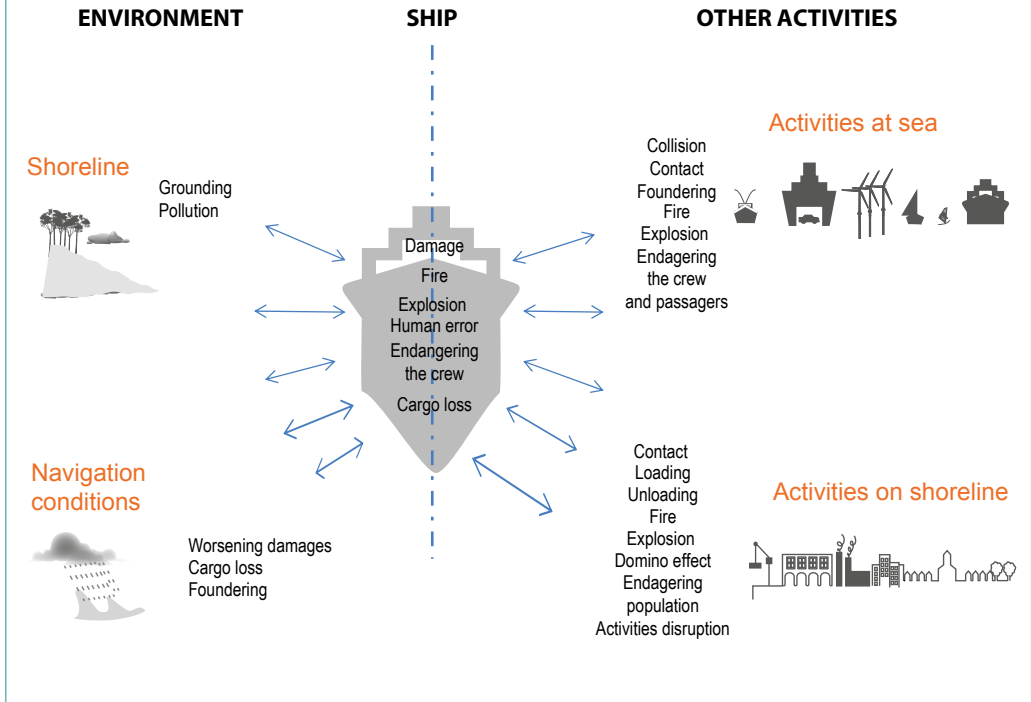 ENVIRONMENT
SHIP
OTHER ACTIVITIES
Shoreline
Grounding
Pollution
Navigation
conditions
Worsening damages
Cargo loss
Foundering
Damage
Fire
Explosion
Human error
Endangering
the crew
Cargo loss
Activities at sea
Collision
Contact
Foundering
Fire
Explosion
Endagering
the crew
and passagers
Activities on shoreline
Contact
Loading
Unloading
Fire
Explosion
Domino effect
Endagering
population
Activities disruption